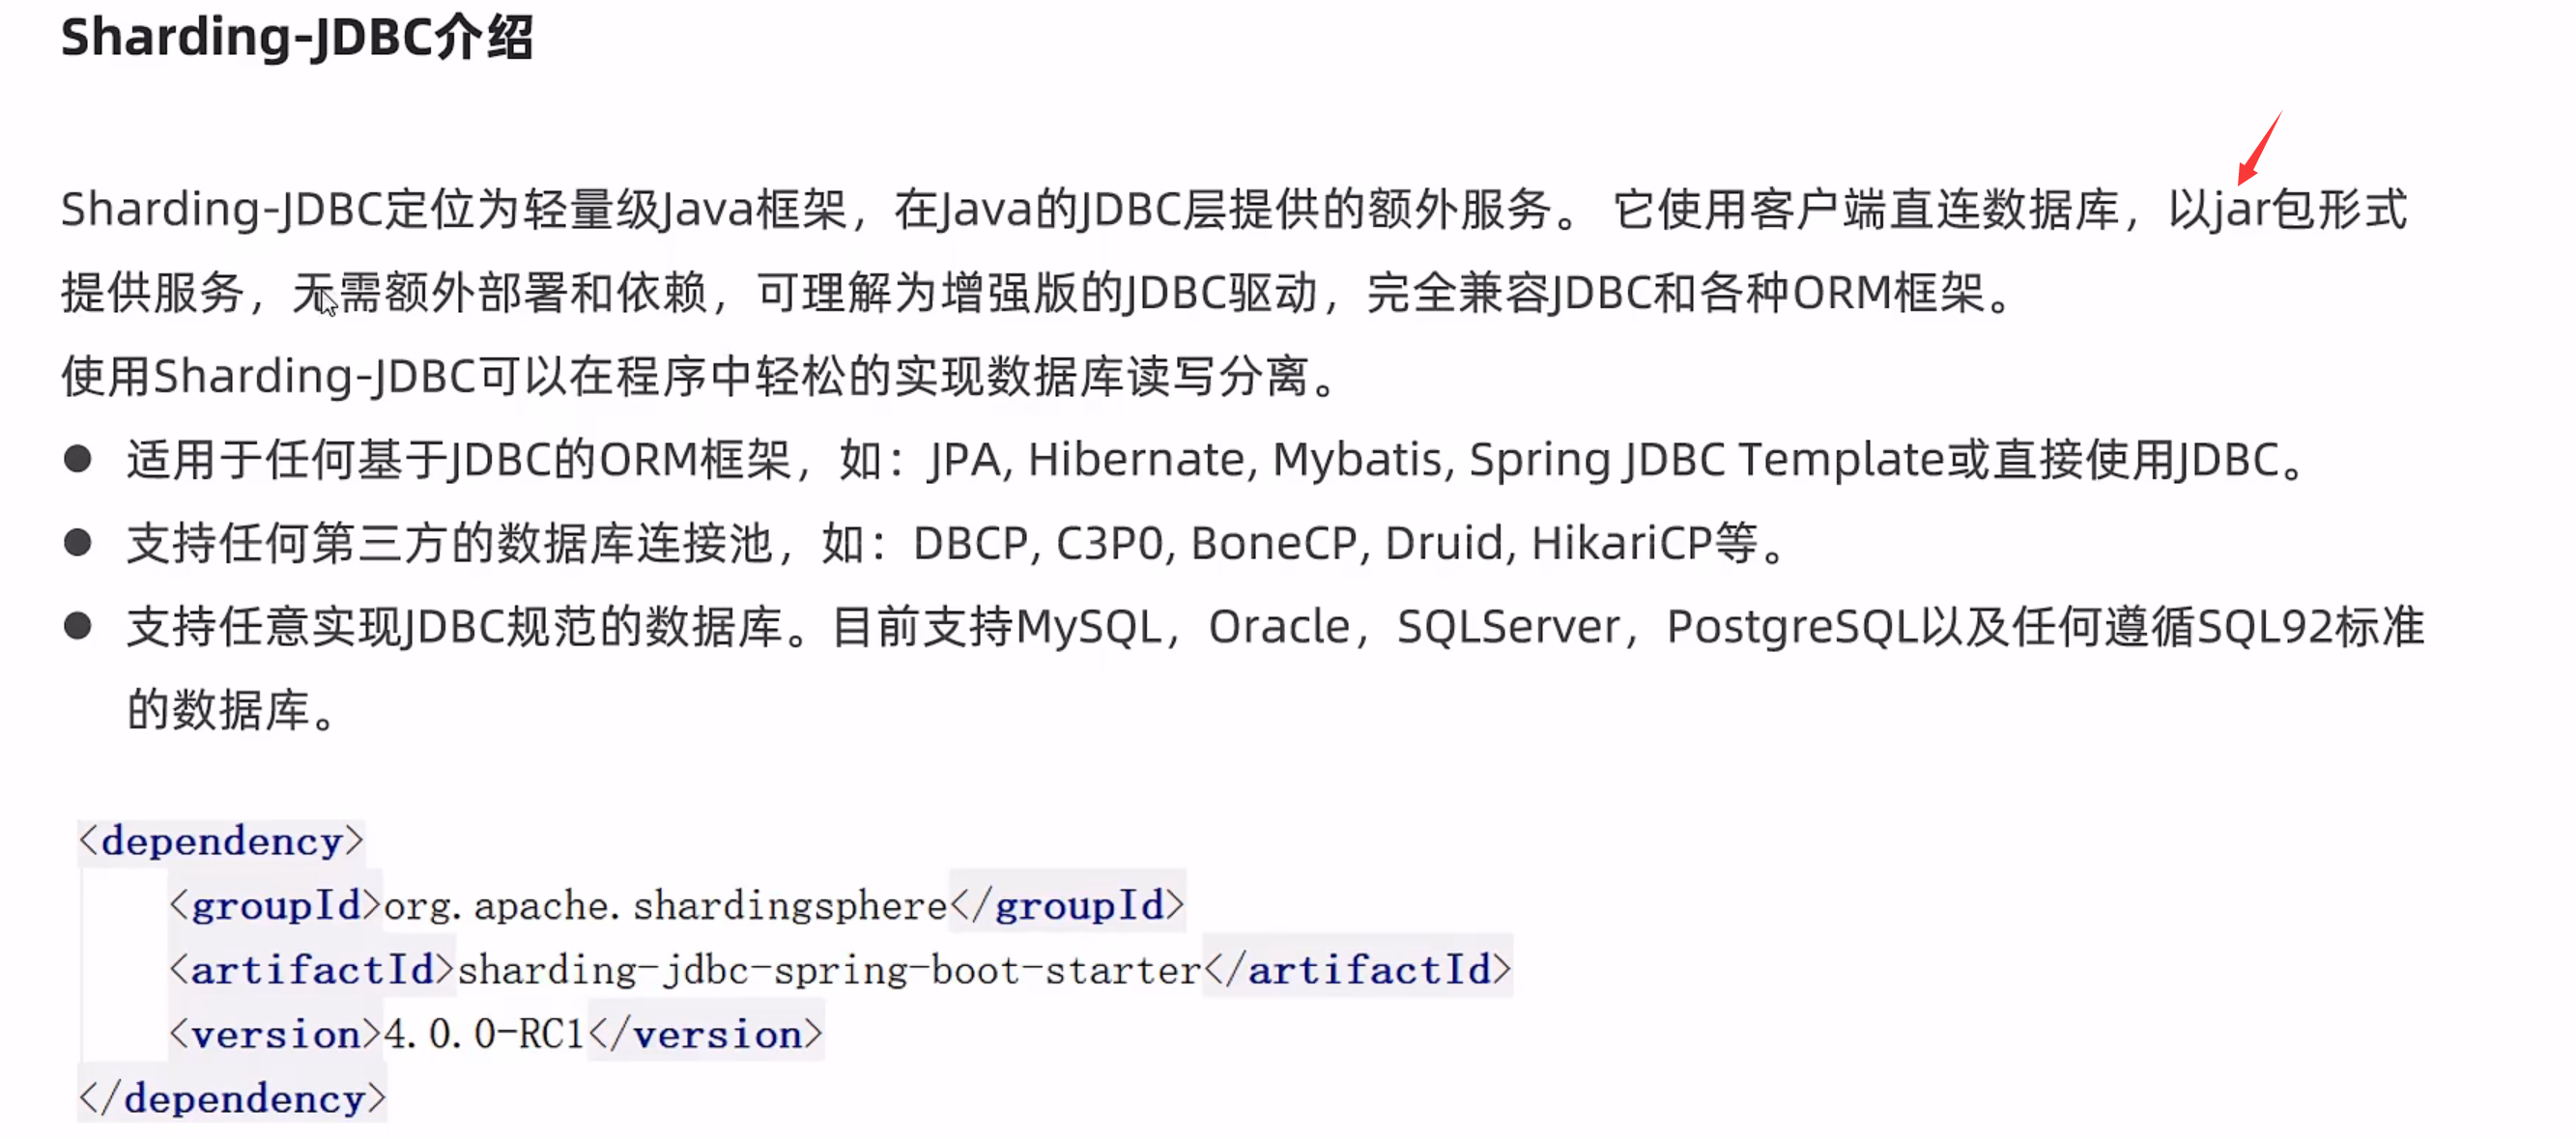 Sharding-JDBC介绍
Sharding-JDBC定位为轻量级Java框架，在Java的JDBC层提供的额外服务。 它使用客户端直连数据库，以jar包形式
提供服务，无需额外部署和依赖，可理解为增强版的JDBC驱动，完全兼容JDBC和各种ORM框架。
使用Sharding-JDBC可以在程序中轻松的实现数据库读写分离。
● 适用于任何基于JDBC的ORM框架，如：JPA, Hibernate, Mybatis, Spring JDBC Template或直接使用JDBC。
● 支持任何第三方的数据库连接池，如：DBCP, C3P0, BoneCP, Druid, HikariCP等。
● 支持任意实现JDBC规范的数据库。目前支持MySQL，Oracle，SQLServer，PostgreSQL以及任何遵循SQL92标准
的数据库。
<dependency>
<groupId>org.apache.shardingsphere</groupId>
<artifactId>sharding-jdbc-spring-boot-starter</artifactId>
<version>4.0.0-RC1</version>
</dependency>